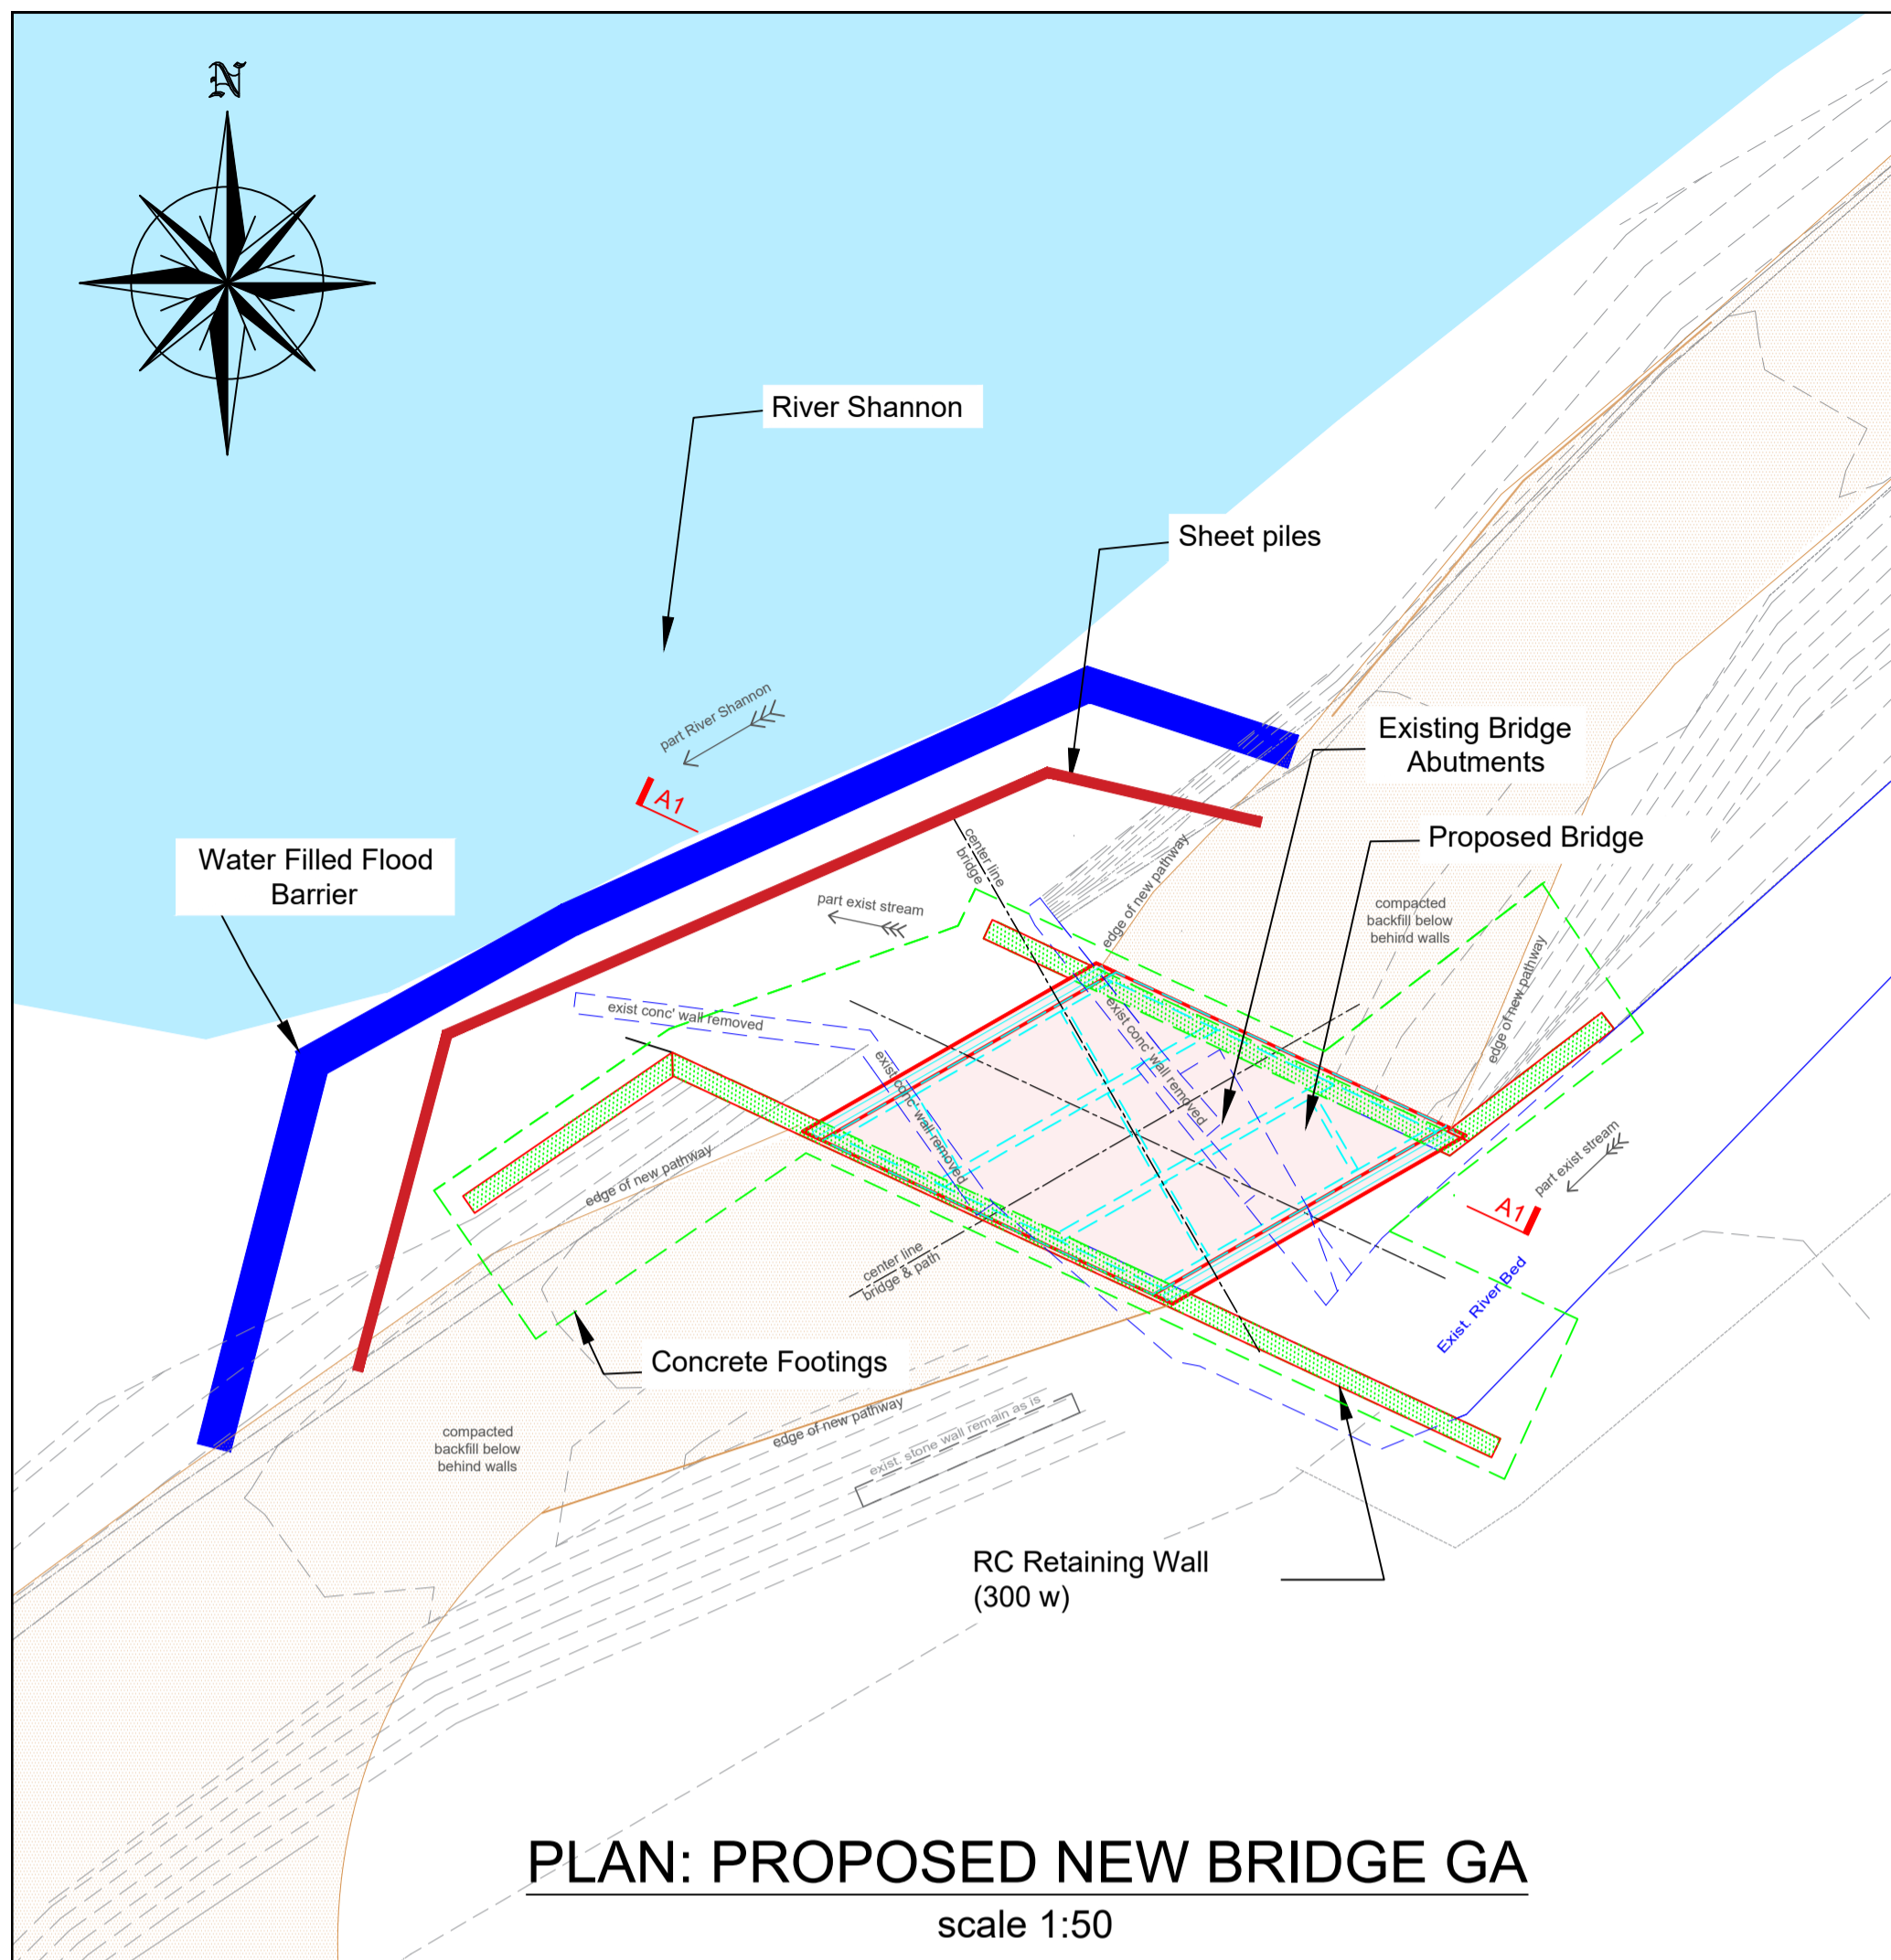 N
River Shannon
Sheet piles
part River Shannon
A1
Existing Bridge
Abutments
Proposed Bridge
Water Filled Flood
Barrier
center line
bridge
edge of new pathway
part exist stream
compacted
backfill below
behind walls
edge of new pathway
exist conc' wall removed
exist conc' wall removed
exist conc' wall removed
edge of new pathway
part exist stream
A1
center line
bridge & path
Exist. River Bed
Concrete Footings
edge of new pathway
exist. stone wall remain as is
compacted
backfill below
behind walls
RC Retaining Wall
(300 w)
PLAN: PROPOSED NEW BRIDGE GA
scale 1:50